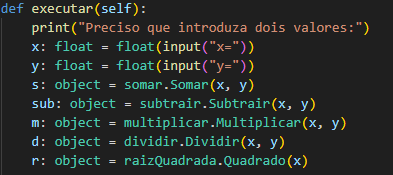 def executar(self):
print("Preciso que introduza dois valores:")
x: float = float(input("x="))
y: float = float(input("y="))
s: object = somar.Somar(x, y)
sub: object = subtrair.Subtrair(x, y)
m: object = multiplicar.Multiplicar(x, y)
d: object = dividir.Dividir(x, y)
r: object = raizQuadrada.Quadrado(x)